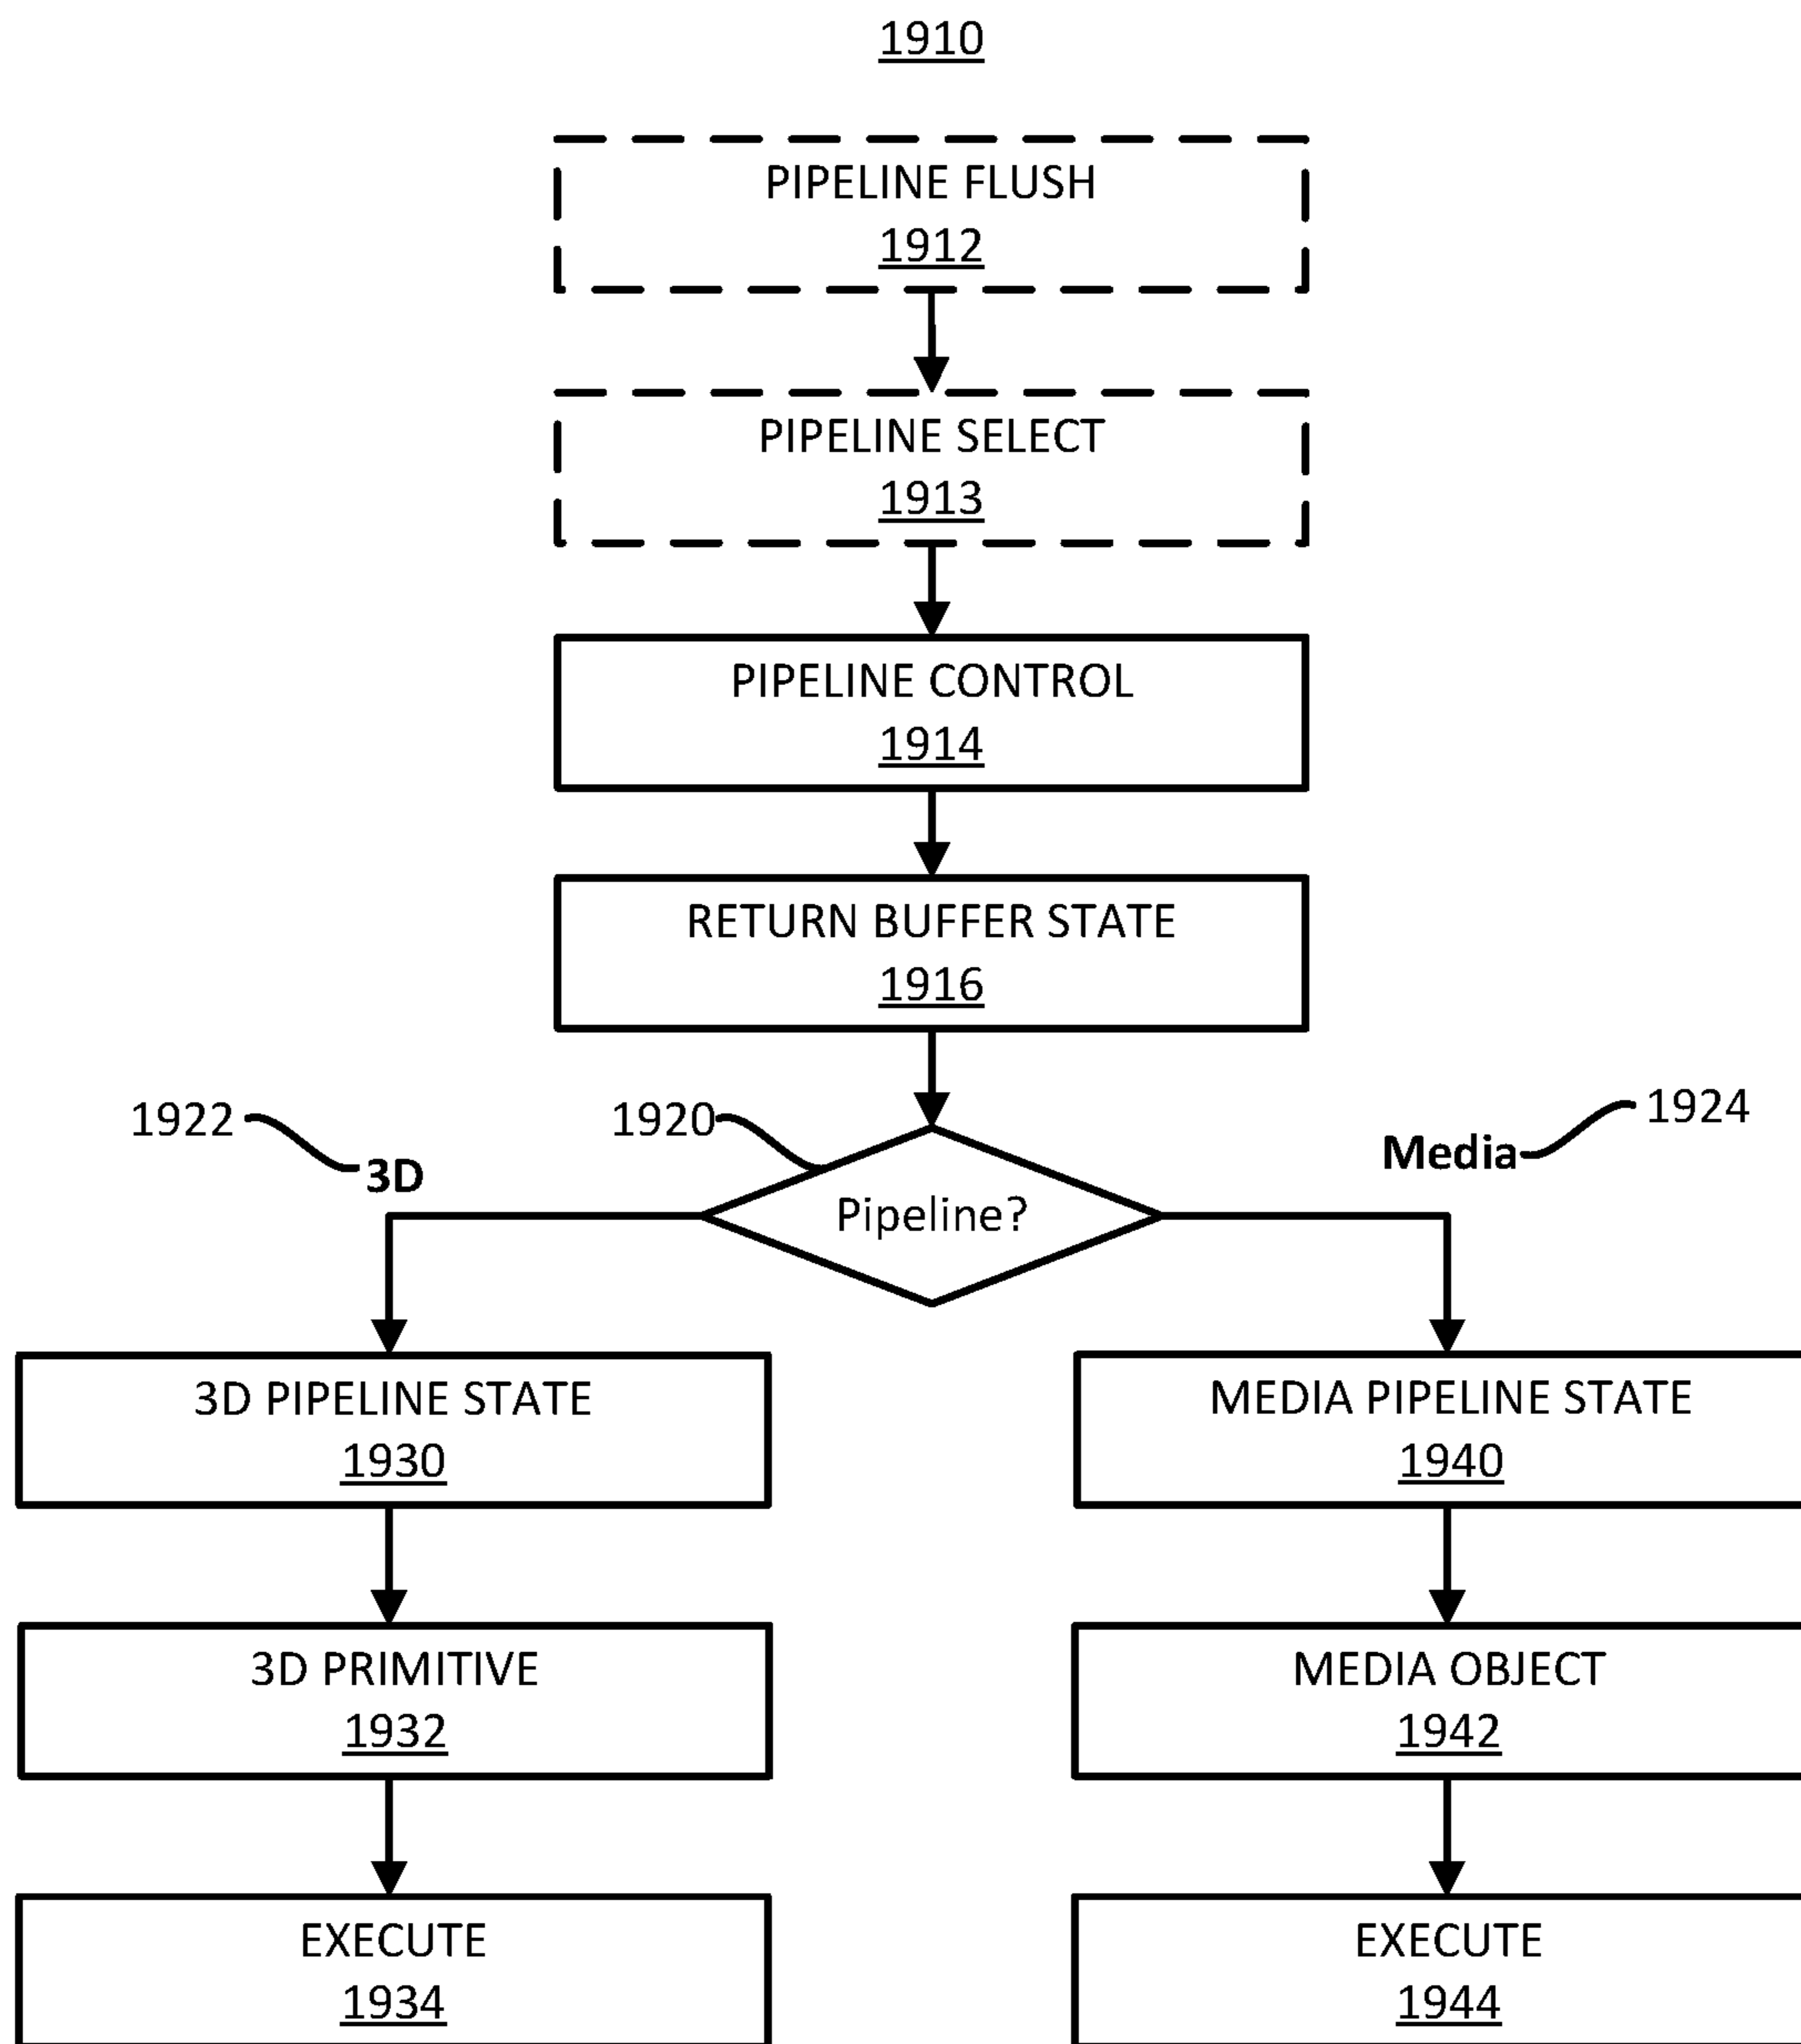 1910
PIPELINE FLUSH
1912
PIPELINE SELECT
1913
PIPELINE CONTROL
1914
RETURN BUFFER STATE
1916
1922
1920
1924
3D
Media
Pipeline?
3D PIPELINE STATE
1930
MEDIA PIPELINE STATE
1940
3D PRIMITIVE
1932
MEDIA OBJECT
1942
EXECUTE
1934
EXECUTE
1944